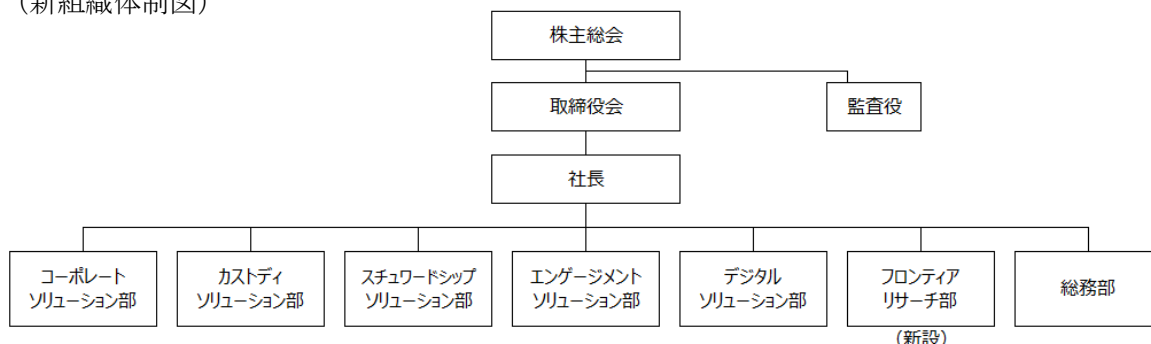 （新組織体制図）
株主総会
取締役会
監査役
社長
コーポレート
ソリューション部
カストディ
ソリューション部
スチュワードシップ
ソリューション部
エンゲージメント
ソリューション部
デジタル
ソリューション部
フロンティア
リサーチ部
総務部
（新設）